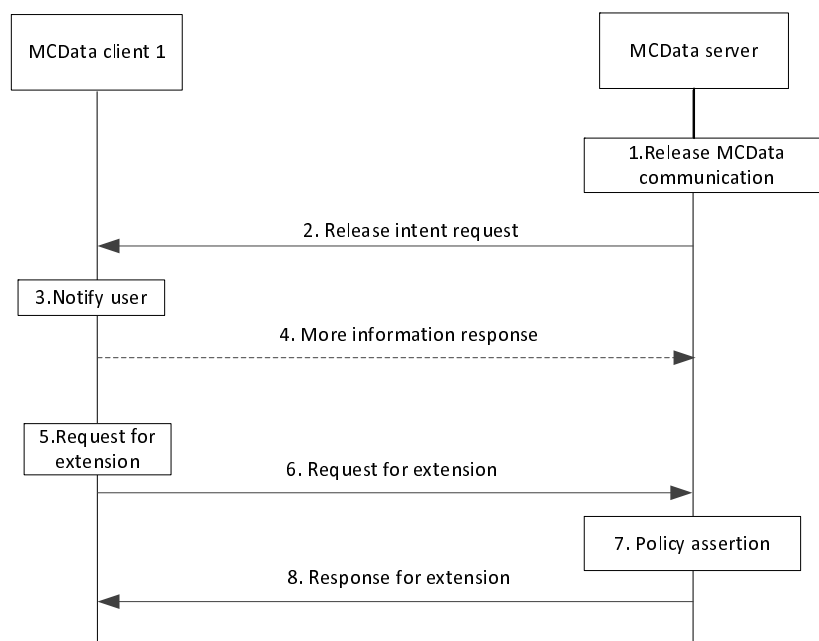 MCData client 1
MCData server
1.Release MCData
communication
2. Release intent request
3.Notify user
4. More information response
5.Request for
extension
6. Request for extension
7. Policy assertion
8. Response for extension